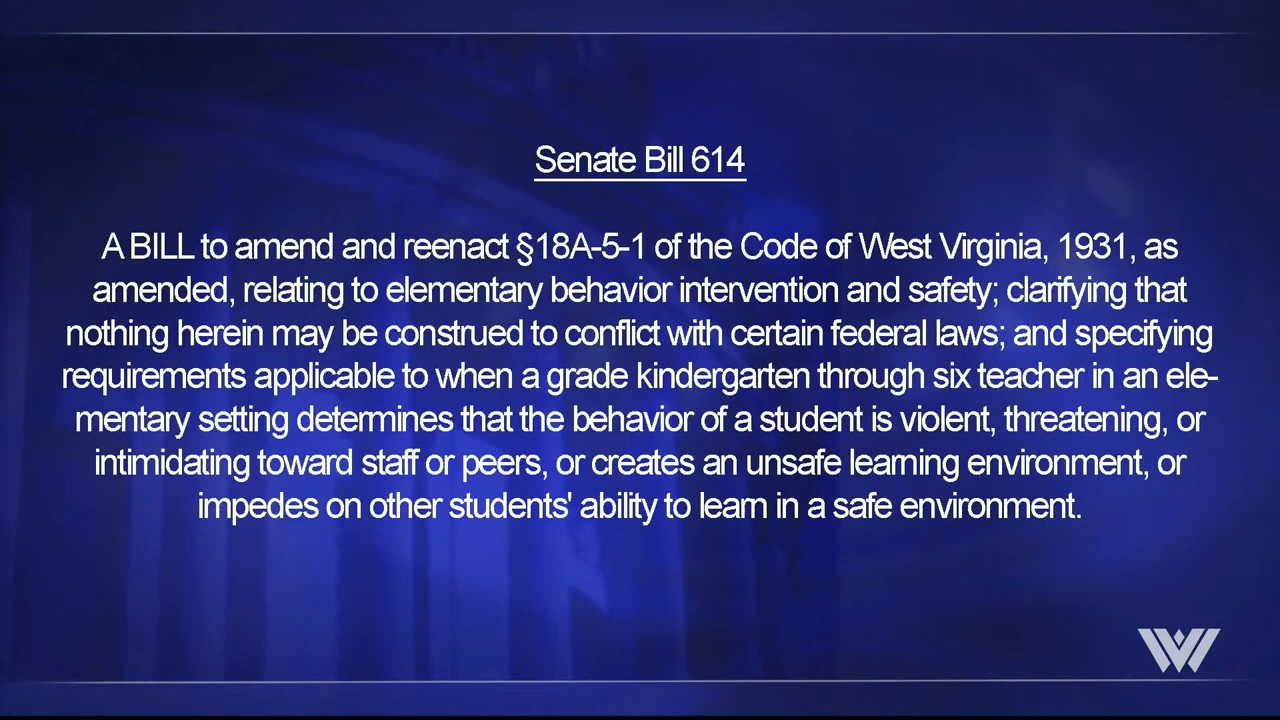 Senate Bill 614
A BILL to amend and reenact §18A-5-1 of the Code of West Virginia, 1931, as
amended, relating to elementary behavior intervention and safety; clarifying that
nothing herein may be construed to conflict with certain federal laws; and specifying
requirements applicable to when a grade kindergarten through six teacher in an ele-
mentary setting determines that the behavior of a student is violent, threatening, or
intimidating toward staff or peers, or creates an unsafe learning environment, or
impedes on other students' ability to learn in a safe environment.